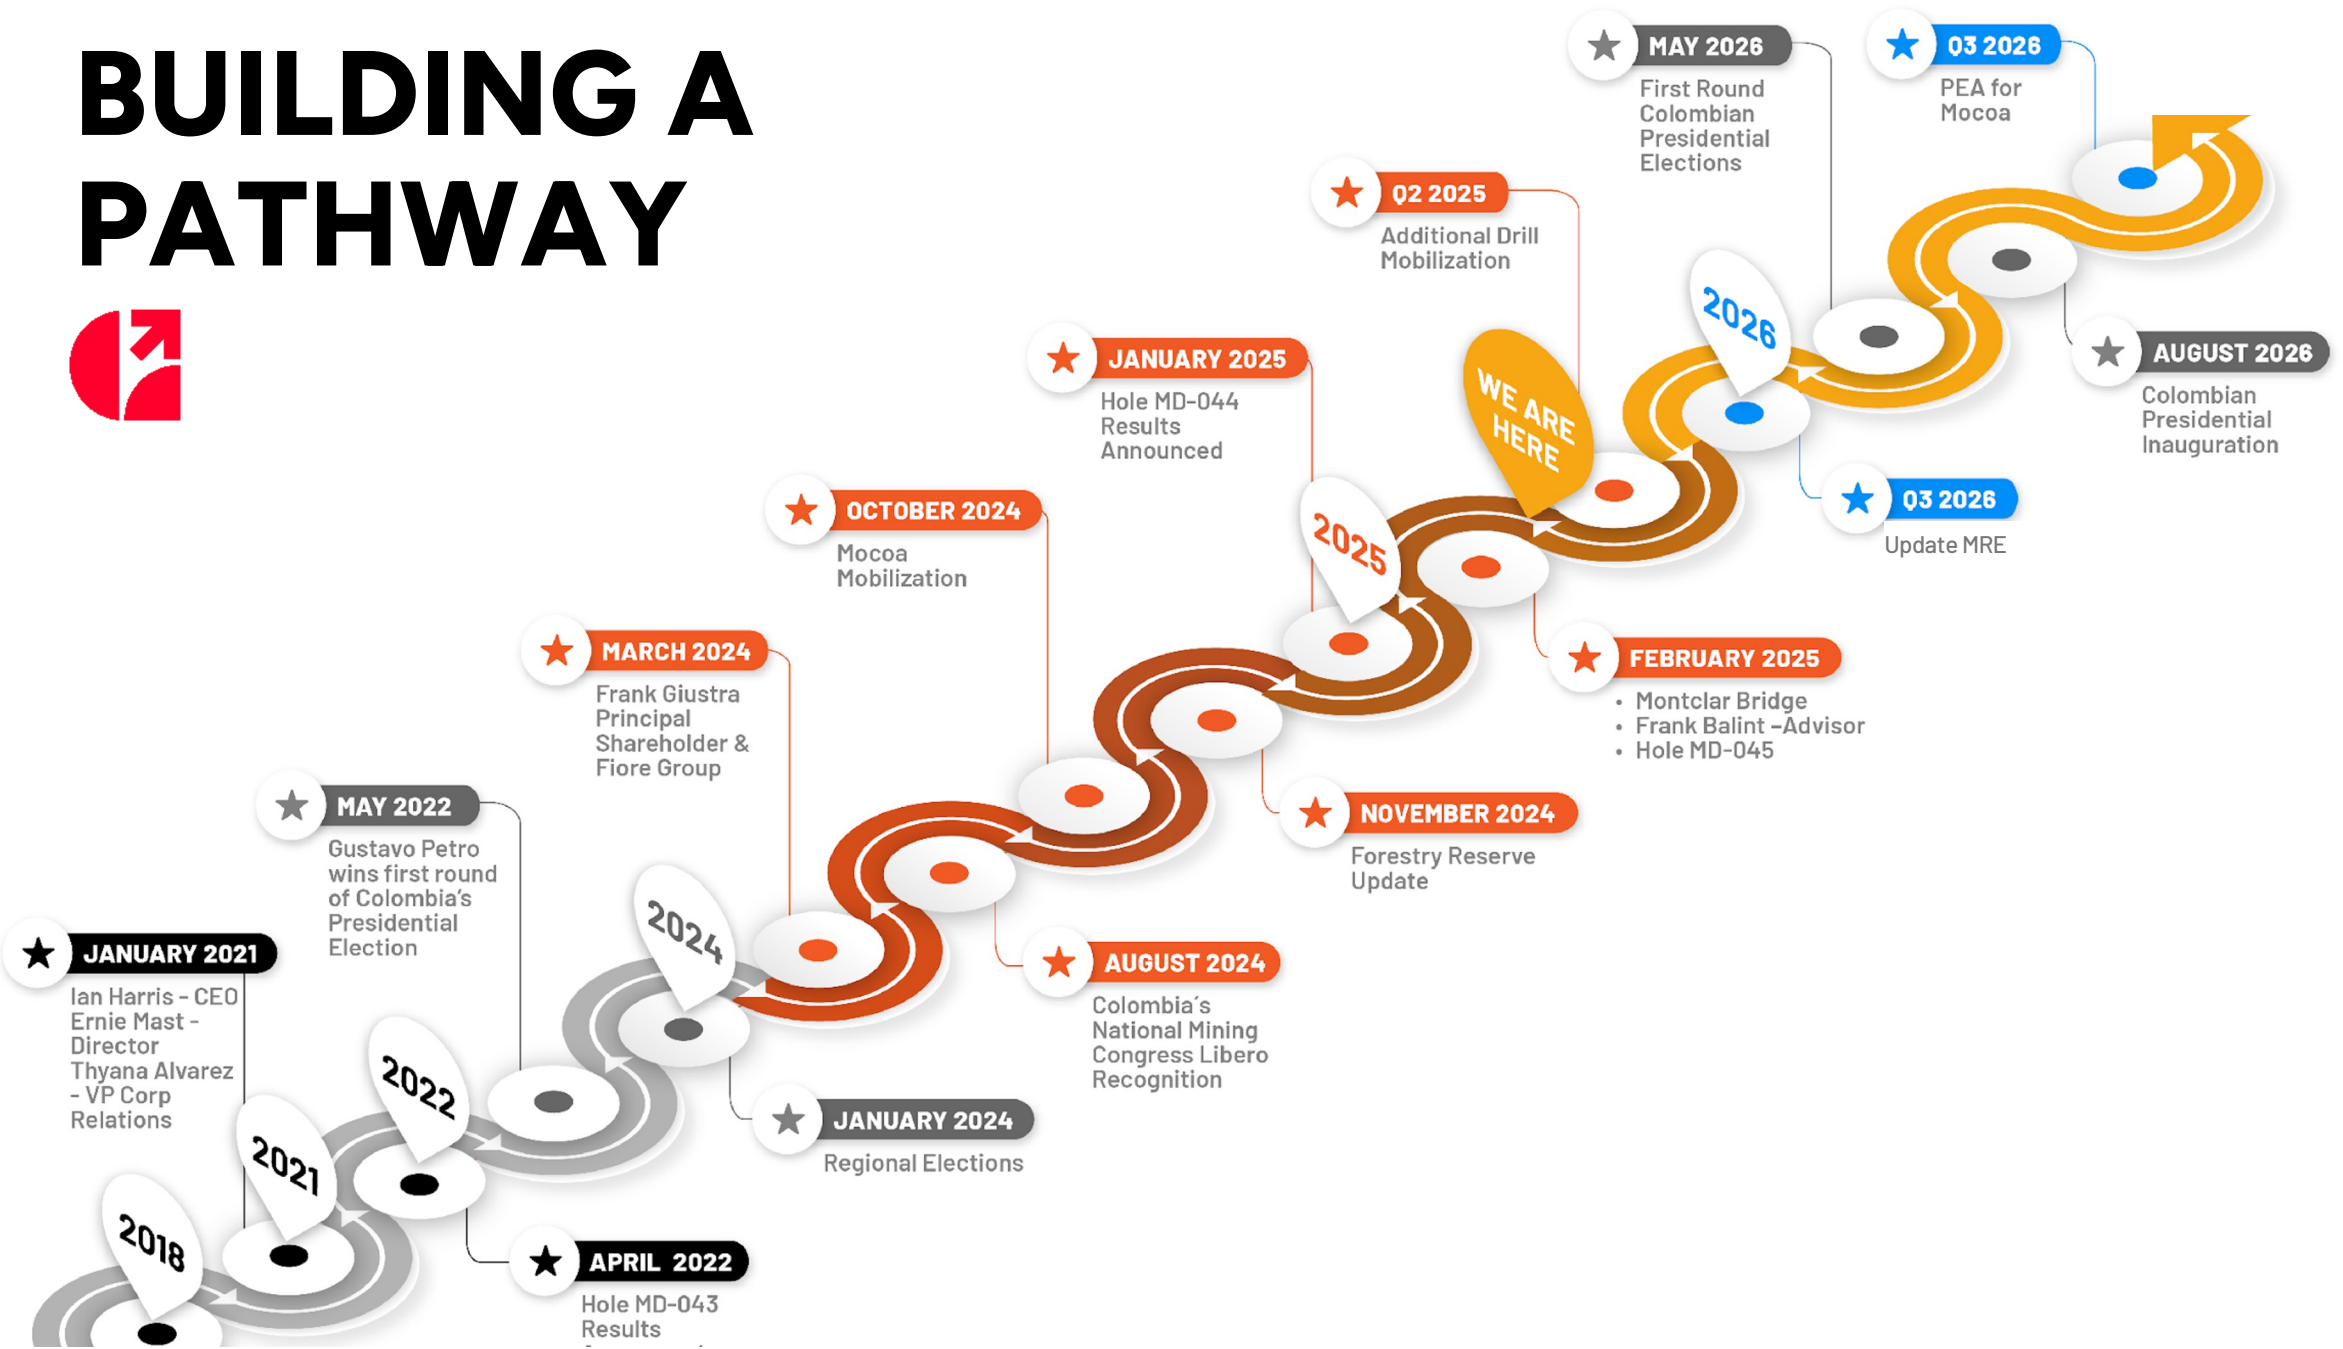 BUILDING A
PATHWAY
MAY 2026
First Round
Colombian
Presidential
Elections
Q3 2026
PEA for
Mocoa
Q2 2025
Additional Drill
Mobilization
2026
WE ARE
HERE
AUGUST 2026
Colombian
Presidential
Inauguration
JANUARY 2025
Hole MD-044
Results
Announced
Q3 2026
Update MRE
OCTOBER 2024
Mocoa
Mobilization
2025
FEBRUARY 2025
• Montclar Bridge
• Frank Balint –Advisor
• Hole MD-045
MARCH 2024
Frank Giustra
Principal
Shareholder &
Fiore Group
NOVEMBER 2024
Forestry Reserve
Update
MAY 2022
Gustavo Petro
wins first round
of Colombia's
Presidential
Election
2024
AUGUST 2024
Colombia´s
National Mining
Congress Libero
Recognition
JANUARY 2021
Ian Harris - CEO
Ernie Mast -
Director
Thyana Alvarez
- VP Corp
Relations
2022
JANUARY 2024
Regional Elections
2021
2018
APRIL 2022
Hole MD-043
Results